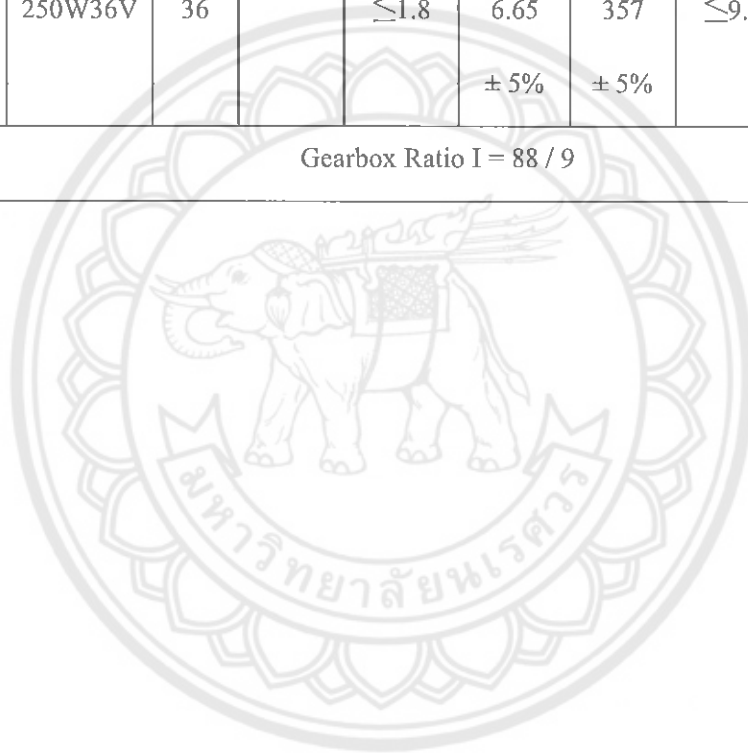 250W36V 36 ≤1.8 6.65 357 ≤9.
± 5% ± 5%
Gearbox Ratio I = 88 / 9
มหาวิทยาลัยนเรศวร